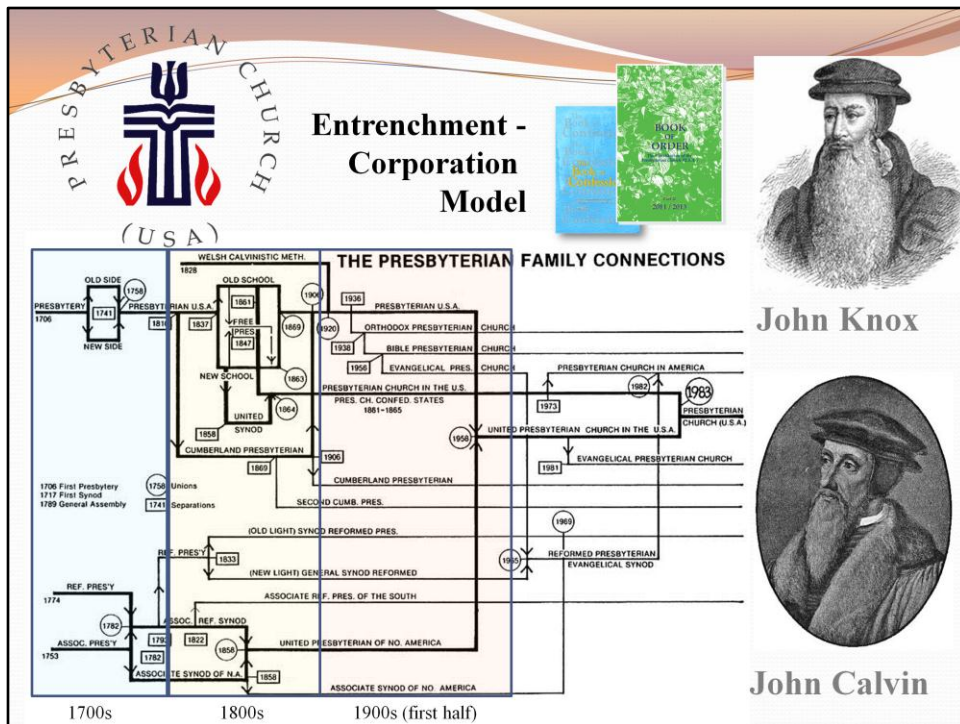 PRESBYTERIAN CHURCH
(USA)
Entrenchment -
Corporation
Model
BOOK
OF
ORDER
2011 / 2013
John Knox
THE PRESBYTERIAN FAMILY CONNECTIONS
WELSH CALVINISTIC METH.
1828
OLD SIDE
1758
OLD SCHOOL
1906
1936
PRESBYTERY
1741
PRESBYTERIAN U.S.A.
1861
PRESBYTERIAN U.S.A.
1706
1810
1837
FREE
PRES
1869
1920
ORTHODOX PRESBYTERIAN CHURCH
NEW SIDE
1847
1938
BIBLE PRESBYTERIAN CHURCH
1956
EVANGELICAL PRES. CHURCH
PRESBYTERIAN CHURCH IN AMERICA
NEW SCHOOL
1863
PRESBYTERIAN CHURCH IN THE U.S.
1982
1983
PRES. CH. CONFED. STATES
1861-1865
1973
PRESBYTERIAN
CHURCH (U.S.A.)
UNITED
SYNOD
1864
1858
1958
UNITED PRESBYTERIAN CHURCH IN THE U.S.A.
CUMBERLAND PRESBYTERIAN
1869
1906
1981
EVANGELICAL PRESBYTERIAN CHURCH
CUMBERLAND PRESBYTERIAN
1706 First Presbytery
1717 First Synod
1789 General Assembly
1758 Unions
1741 Separations
SECOND CUMB. PRES.
(OLD LIGHT) SYNOD REFORMED PRES.
1969
REF. PRES'Y
1833
1965
REFORMED PRESBYTERIAN
EVANGELICAL SYNOD
(NEW LIGHT) GENERAL SYNOD REFORMED
REF. PRES'Y
1774
ASSOCIATE REF. PRES. OF THE SOUTH
1782
ASSOC. REF. SYNOD
1793
1822
ASSOC. PRES'Y
1753
1782
1858
UNITED PRESBYTERIAN OF NO. AMERICA
ASSOCIATE SYNOD OF N.A.
1858
ASSOCIATE SYNOD OF NO. AMERICA
1700s
1800s
1900s (first half)
John Calvin